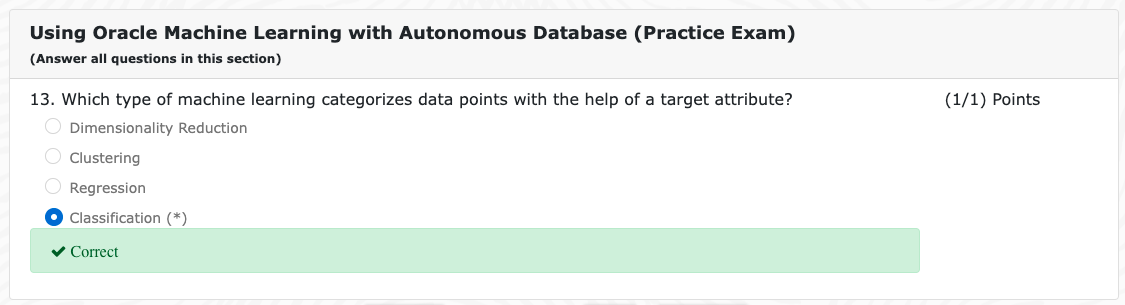 Using Oracle Machine Learning with Autonomous Database (Practice Exam)
(Answer all questions in this section)
13. Which type of machine learning categorizes data points with the help of a target attribute? (1/1) Points
Dimensionality Reduction
Clustering
Regression
Classification (*)
Correct